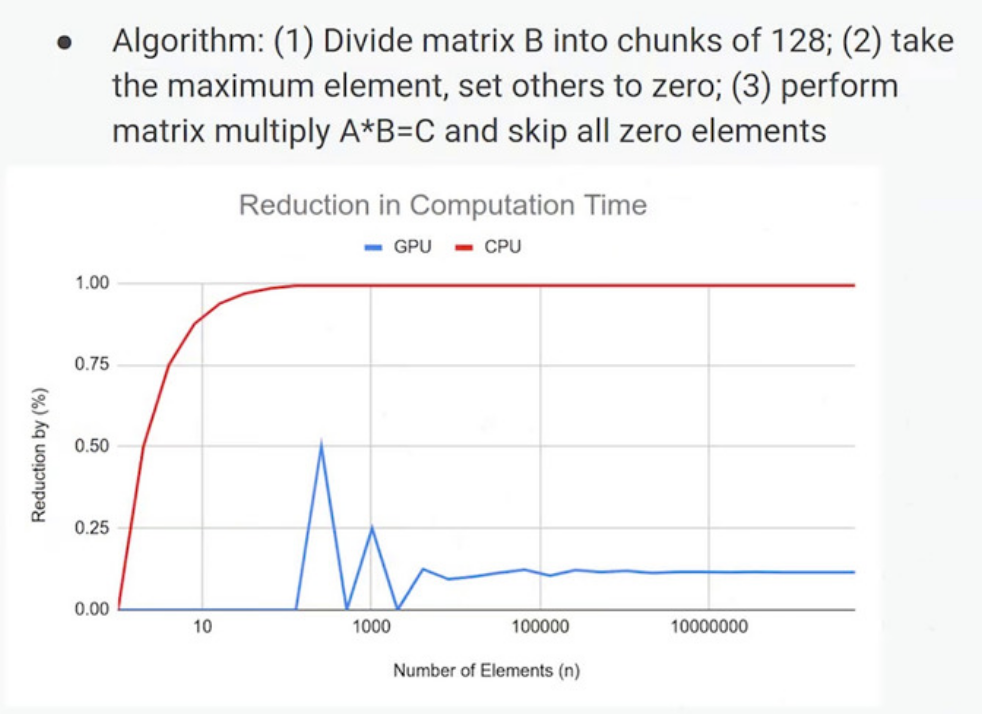 ● Algorithm: (1) Divide matrix B into chunks of 128; (2) take
the maximum element, set others to zero; (3) perform
matrix multiply A*B=C and skip all zero elements
Reduction in Computation Time
GPU CPU
1.00
0.75
0.50
0.25
0.00
Reduction by (%)
10 1000 100000 10000000
Number of Elements (n)